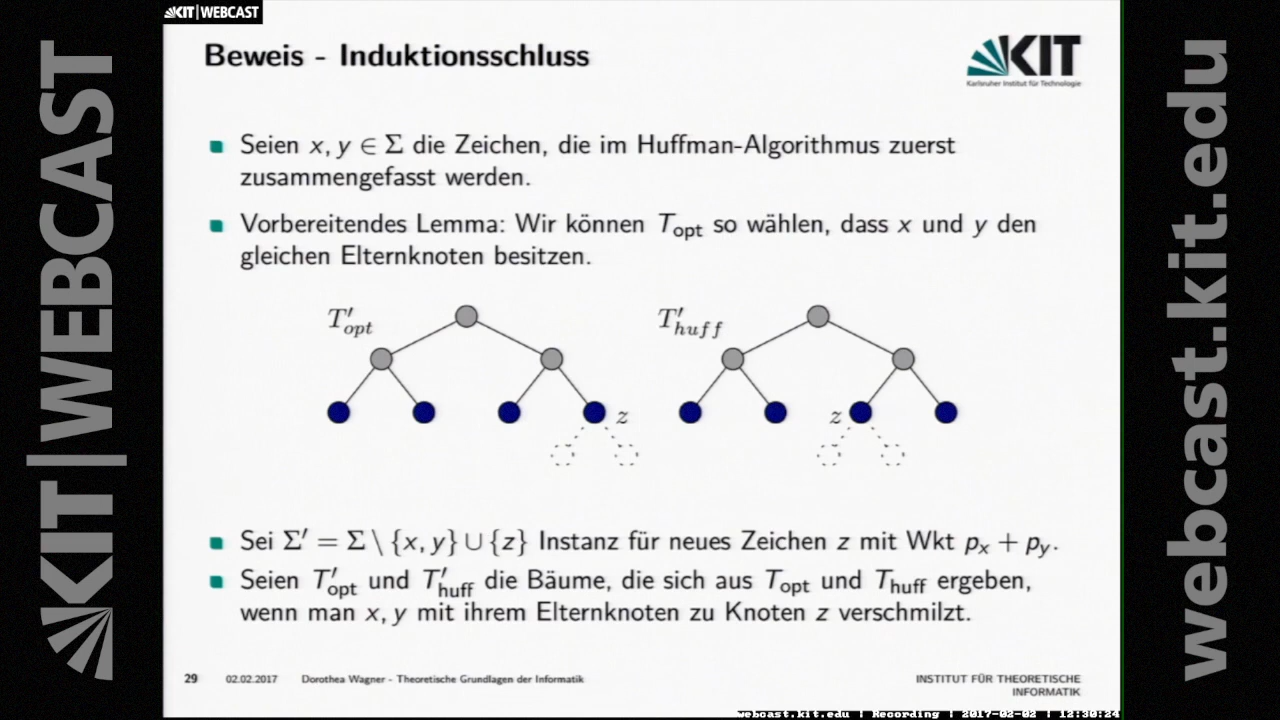 KIT|WEBCAST
Beweis - Induktionsschluss
KIT
Karlsruher Institut für Technologie
Seien x, y ∈ Σ die Zeichen, die im Huffman-Algorithmus zuerst
zusammengefasst werden.
Vorbereitendes Lemma: Wir können T_opt so wählen, dass x und y den
gleichen Elternknoten besitzen.
T'_opt
T'_huff
z
z
Sei Σ' = Σ \ {x, y} ∪ {z} Instanz für neues Zeichen z mit Wkt p_x + p_y.
Seien T'_opt und T'_huff die Bäume, die sich aus T_opt und T_huff ergeben,
wenn man x, y mit ihrem Elternknoten zu Knoten z verschmilzt.
29 02.02.2017 Dorothea Wagner - Theoretische Grundlagen der Informatik
INSTITUT FÜR THEORETISCHE
INFORMATIK
webcast.kit.edu | Recording | 2017-02-02 | 12:30:24
KIT|WEBCAST
webcast.kit.edu